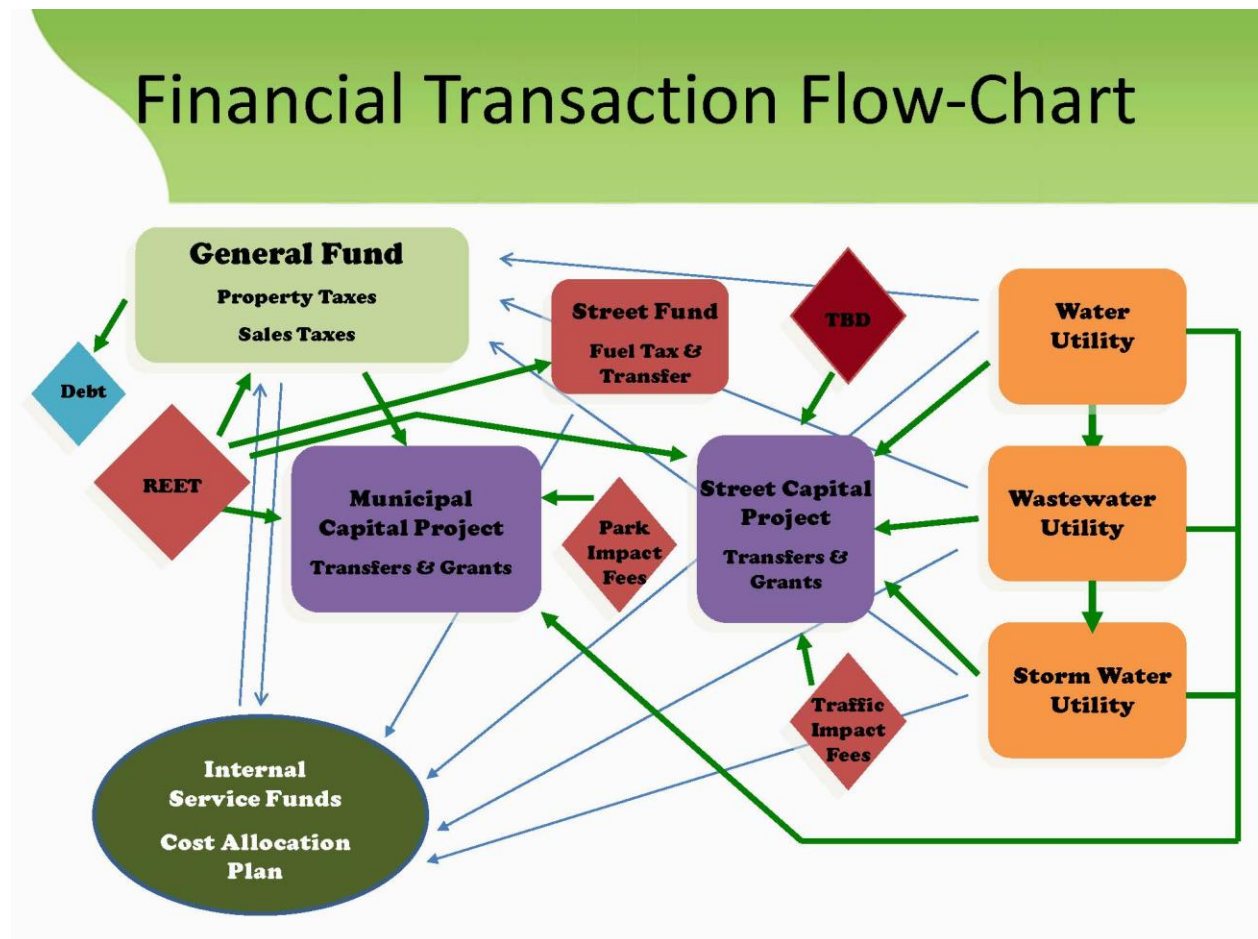 Financial Transaction Flow-Chart
General Fund
Property Taxes
Sales Taxes
Street Fund
Fuel Tax &
Transfer
TBD
Water
Utility
Debt
REET
Municipal
Capital Project
Transfers & Grants
Park
Impact
Fees
Street Capital
Project
Transfers &
Grants
Wastewater
Utility
Storm Water
Utility
Traffic
Impact
Fees
Internal
Service Funds
Cost Allocation
Plan